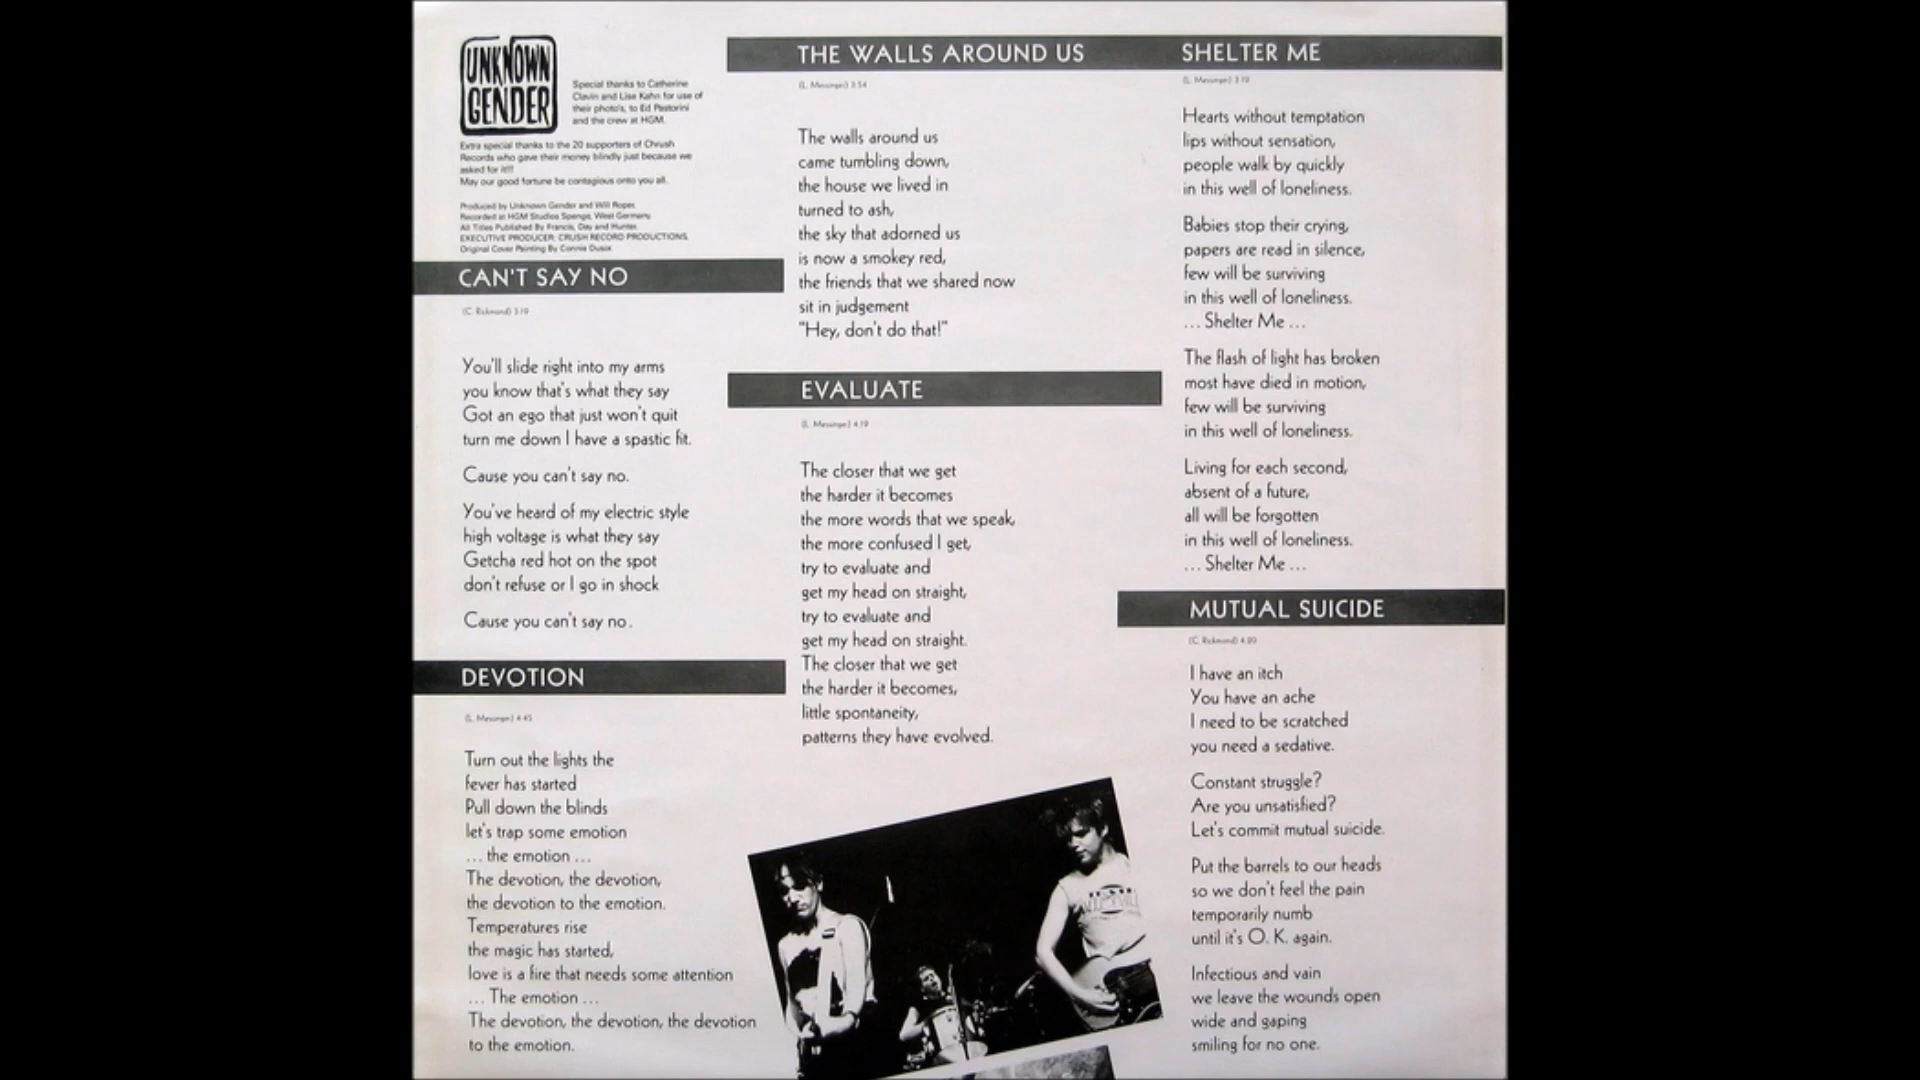 UNKNOWN
GENDER
Special thanks to Catherine
Clavin and Lise Kahn for use of
their photo's, to Ed Pastorini
and the crew at HGM.
Extra special thanks to the 20 supporters of Chrush
Records who gave their money blindly just because we
asked for it!!!
May our good fortune be contagious onto you all.
Produced by Unknown Gender and Will Roper.
Recorded at HGM Studios Spenge, West Germany.
All Titles Published By Francis, Day and Hunter.
EXECUTIVE PRODUCER: CRUSH RECORD PRODUCTIONS.
Original Cover Painting By Connie Dusix
CAN'T SAY NO
(C. Rickmond) 3:19
You'll slide right into my arms
you know that's what they say
Got an ego that just won't quit
turn me down I have a spastic fit.
Cause you can't say no.
You've heard of my electric style
high voltage is what they say
Getcha red hot on the spot
don't refuse or I go in shock
Cause you can't say no.
DEVOTION
(L. Messinger) 4:45
Turn out the lights the
fever has started
Pull down the blinds
let's trap some emotion
... the emotion ...
The devotion, the devotion,
the devotion to the emotion.
Temperatures rise
the magic has started,
love is a fire that needs some attention
... The emotion ...
The devotion, the devotion, the devotion
to the emotion.
THE WALLS AROUND US
(L. Messinger) 3:54
The walls around us
came tumbling down,
the house we lived in
turned to ash,
the sky that adorned us
is now a smokey red,
the friends that we shared now
sit in judgement
"Hey, don't do that!"
EVALUATE
(L. Messinger) 4:19
The closer that we get
the harder it becomes
the more words that we speak,
the more confused I get,
try to evaluate and
get my head on straight,
try to evaluate and
get my head on straight.
The closer that we get
the harder it becomes,
little spontaneity,
patterns they have evolved.
SHELTER ME
(L. Messinger) 3:19
Hearts without temptation
lips without sensation,
people walk by quickly
in this well of loneliness.
Babies stop their crying,
papers are read in silence,
few will be surviving
in this well of loneliness.
... Shelter Me ...
The flash of light has broken
most have died in motion,
few will be surviving
in this well of loneliness.
Living for each second,
absent of a future,
all will be forgotten
in this well of loneliness.
... Shelter Me ...
MUTUAL SUICIDE
(C. Rickmond) 4:20
I have an itch
You have an ache
I need to be scratched
you need a sedative.
Constant struggle?
Are you unsatisfied?
Let's commit mutual suicide.
Put the barrels to our heads
so we don't feel the pain
temporarily numb
until it's O. K. again.
Infectious and vain
we leave the wounds open
wide and gaping
smiling for no one.